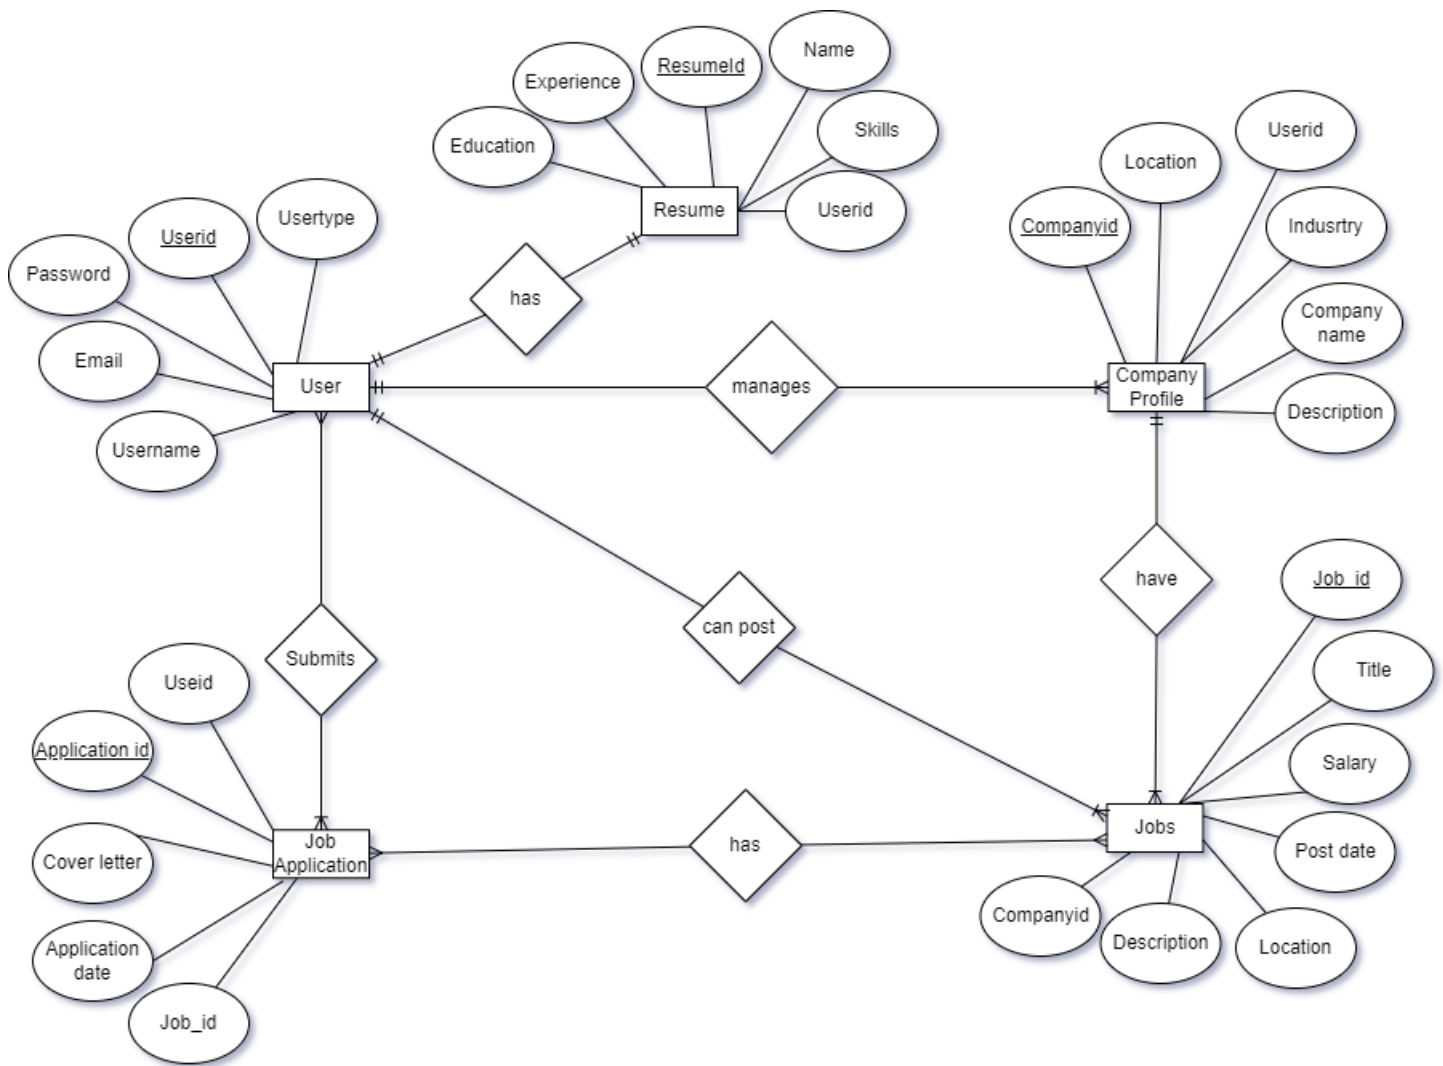 Name
ResumeId
Experience
Skills
Education
Userid
Resume
Userid
Location
Companyid
Indusrtry
Company
name
Description
Company
Profile
Usertype
Userid
Password
Email
Username
User
has
manages
have
can post
Submits
Job_id
Title
Salary
Post date
Location
Description
Companyid
Jobs
has
Useid
Application id
Cover letter
Application
date
Job_id
Job
Application